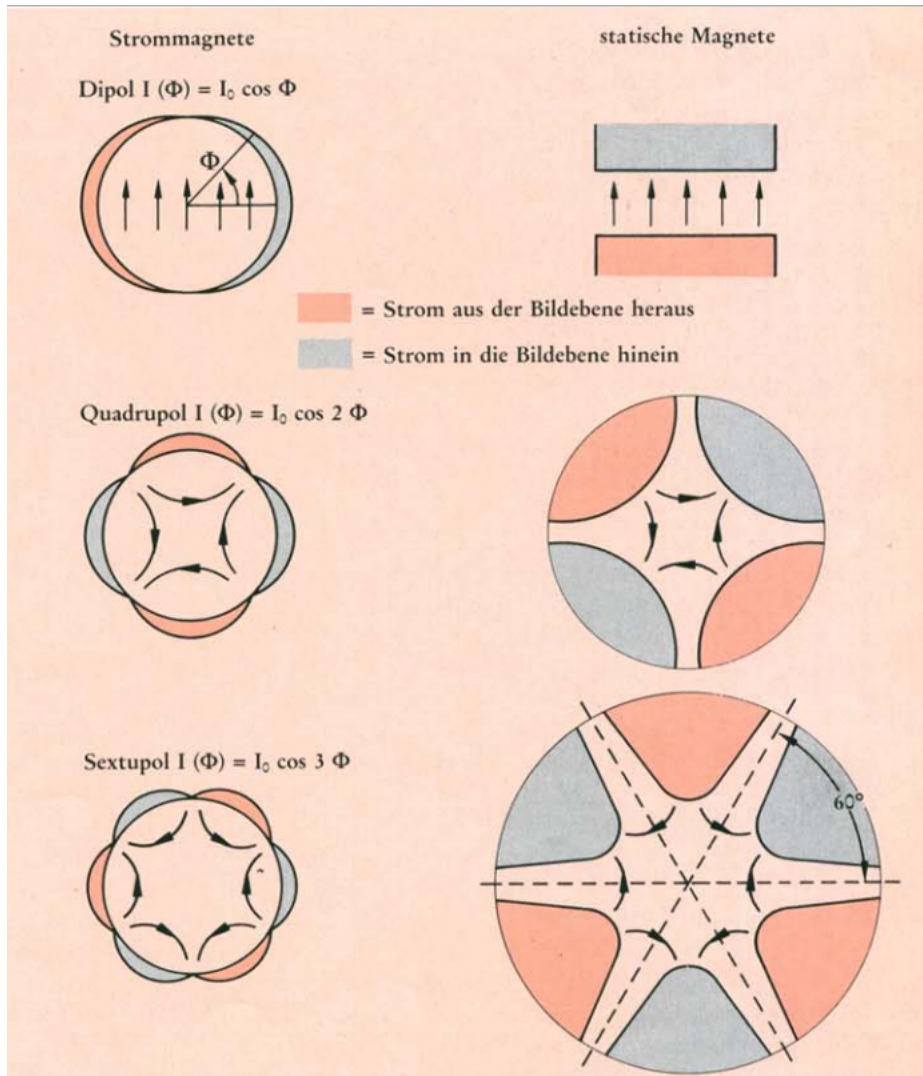 Strommagnete
statische Magnete
Dipol I (Φ) = I₀ cos Φ
Φ
= Strom aus der Bildebene heraus
= Strom in die Bildebene hinein
Quadrupol I (Φ) = I₀ cos 2 Φ
Sextupol I (Φ) = I₀ cos 3 Φ
60°